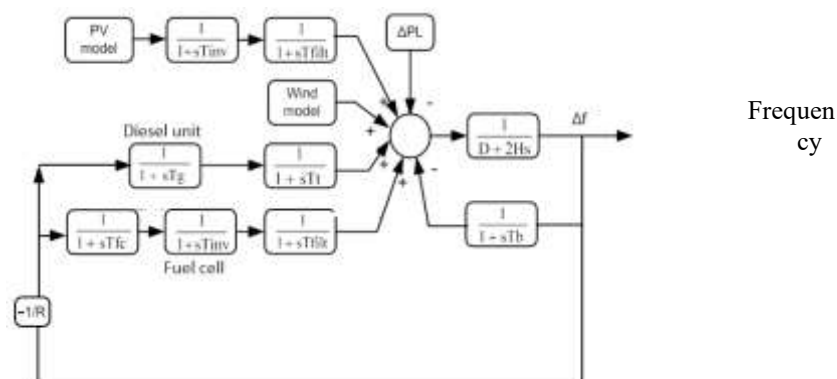 PV
model
1
1+sTinv
1
1+sTfilt
ΔPL
Wind
model
Diesel unit
1
1 + sTg
1
1 + sTt
1
D + 2Hs
Δf
Frequen
cy
1
1 + sTfc
1
1+sTinv
1
1+sTfilt
1
1 + sTb
Fuel cell
-1/R
+
+
+
+
-
-